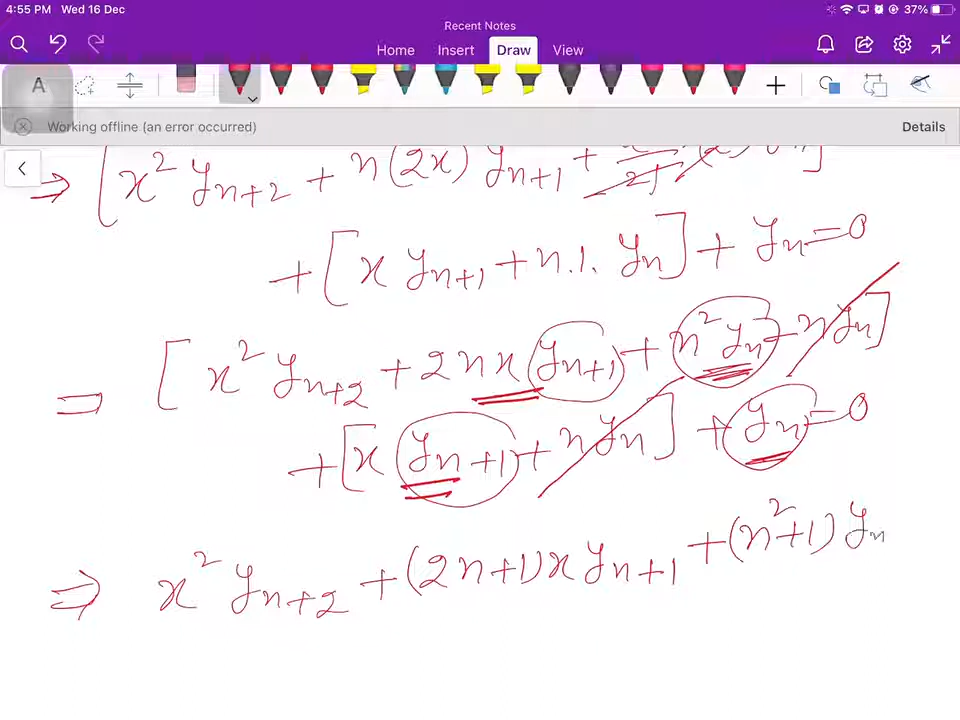 4:55 PM Wed 16 Dec
37%
Recent Notes
Home Insert Draw View
A
Working offline (an error occurred)
Details
⇒ [x² yₙ₊₂ + n(2x) yₙ₊₁ +
+ [x yₙ₊₁ + n.1. yₙ] + yₙ = 0
⇒ [x² yₙ₊₂ + 2nx yₙ₊₁ + n² yₙ - n yₙ]
+ [x yₙ₊₁ + n yₙ] + yₙ = 0
⇒ x² yₙ₊₂ + (2n+1)x yₙ₊₁ + (n²+1) yₙ